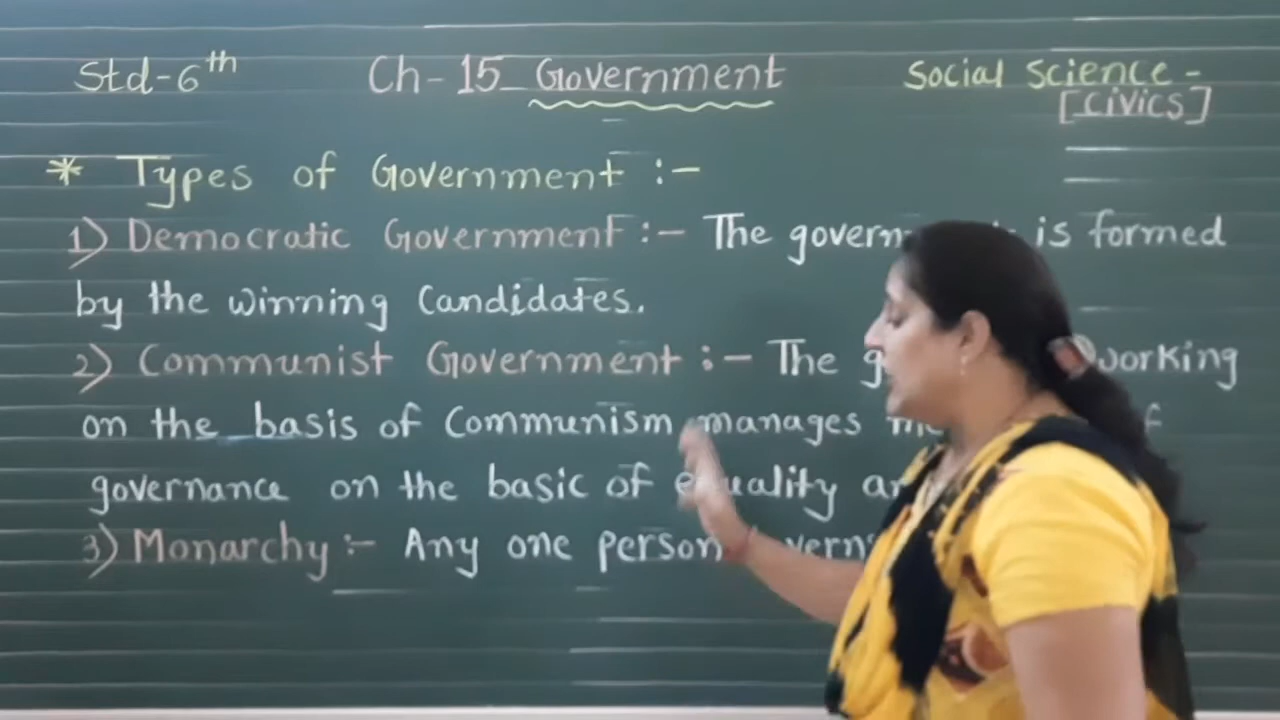 Std-6th Ch-15 Government Social Science-
[Civics]
* Types of Government :-
1) Democratic Government :- The is formed
by the winning Candidates.
2) Communist Government :- The working
on the basis of Communism manages
governance on the basic of equality
3) Monarchy :- Any one person